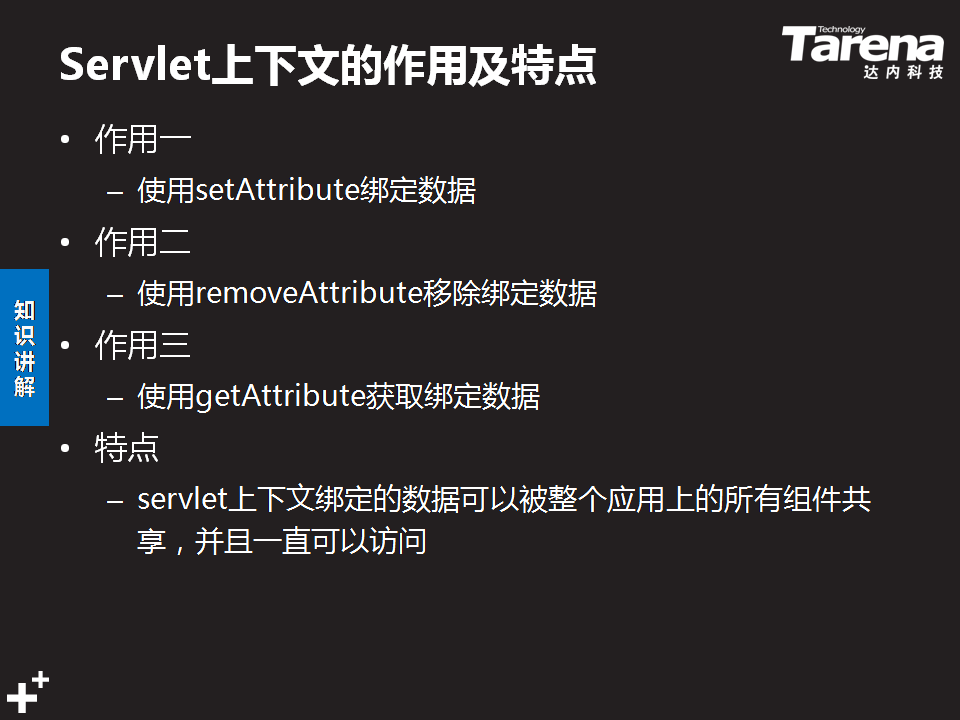 Servlet上下文的作用及特点
Technology
Tarena
达内科技
• 作用一
– 使用setAttribute绑定数据
• 作用二
– 使用removeAttribute移除绑定数据
• 作用三
– 使用getAttribute获取绑定数据
• 特点
– servlet上下文绑定的数据可以被整个应用上的所有组件共
享，并且一直可以访问
知
识
讲
解